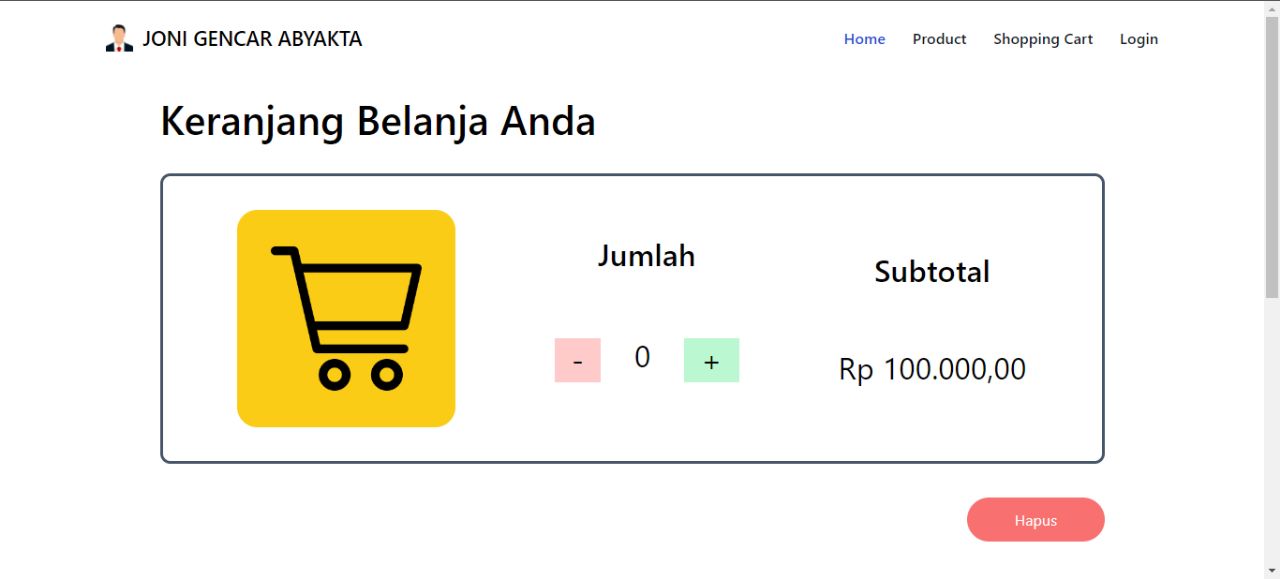 JONI GENCAR ABYAKTA
Home Product Shopping Cart Login
Keranjang Belanja Anda
Jumlah
Subtotal
- 0 +
Rp 100.000,00
Hapus